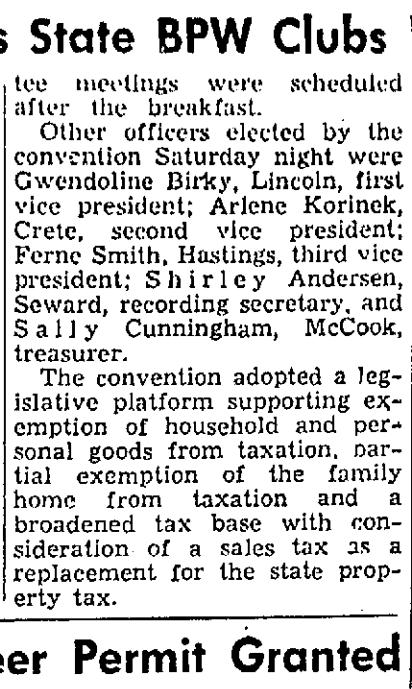 s State BPW Clubs
tee meetings were scheduled
after the breakfast.
Other officers elected by the
convention Saturday night were
Gwendoline Birky, Lincoln, first
vice president; Arlene Korinek,
Crete, second vice president;
Ferne Smith, Hastings, third vice
president; Shirley Andersen,
Seward, recording secretary, and
Sally Cunningham, McCook,
treasurer.
The convention adopted a leg-
islative platform supporting ex-
emption of household and per-
sonal goods from taxation, par-
tial exemption of the family
home from taxation and a
broadened tax base with con-
sideration of a sales tax as a
replacement for the state prop-
erty tax.
eer Permit Granted